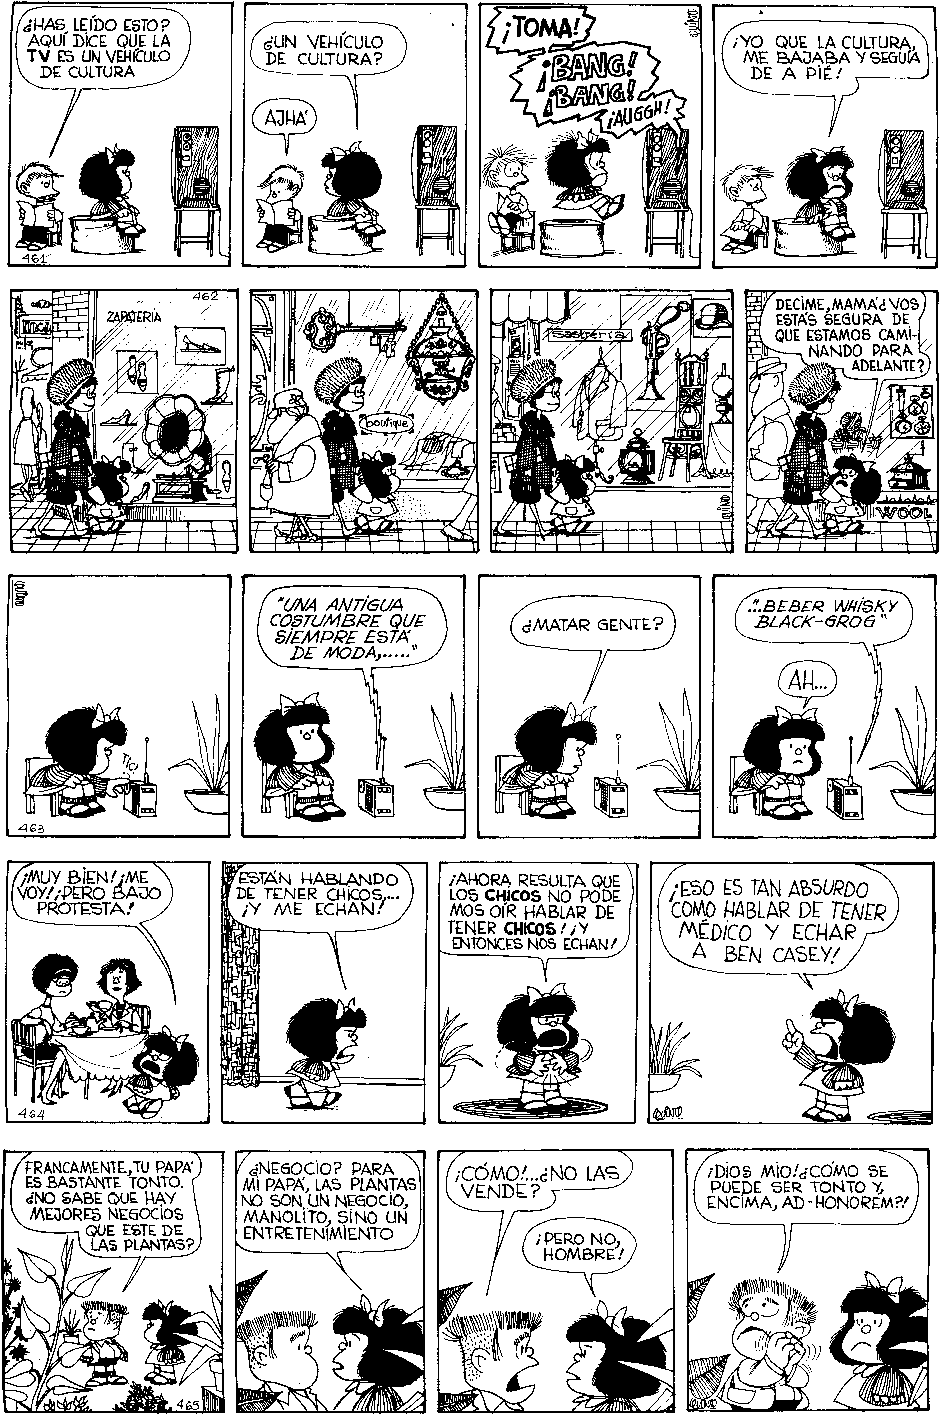 ¿HAS LEÍDO ESTO?
AQUÍ DICE QUE LA
TV ES UN VEHÍCULO
DE CULTURA
461
¿UN VEHÍCULO
DE CULTURA?
AJHÁ
¡TOMA!
¡BANG!
¡BANG!
¡AUGGH!
QUINO
¡YO QUE LA CULTURA,
ME BAJABA Y SEGUÍA
DE A PIÉ!
462
ZAPATERIA
boutique
Sastrería
QUINO
DECIME, MAMÁ ¿VOS
ESTÁS SEGURA DE
QUE ESTAMOS CAMI-
NANDO PARA
ADELANTE?
WOOL
QUINO
TIC!
463
"UNA ANTIGUA
COSTUMBRE QUE
SIEMPRE ESTÁ
DE MODA,....."
¿MATAR GENTE?
"...BEBER WHISKY
BLACK-GROG"
AH...
¡MUY BIEN! ¡ME
VOY! ¡PERO BAJO
PROTESTA!
464
ESTÁN HABLANDO
DE TENER CHICOS,...
¡Y ME ECHAN!
¡AHORA RESULTA QUE
LOS CHICOS NO PODE
MOS OÍR HABLAR DE
TENER CHICOS! ¡Y
ENTONCES NOS ECHAN!
¡ESO ES TAN ABSURDO
COMO HABLAR DE TENER
MÉDICO Y ECHAR
A BEN CASEY!
QUINO
FRANCAMENTE, TU PAPÁ
ES BASTANTE TONTO.
¿NO SABE QUE HAY
MEJORES NEGOCIOS
QUE ESTE DE
LAS PLANTAS?
465
¿NEGOCIO? PARA
MI PAPÁ, LAS PLANTAS
NO SON UN NEGOCIO,
MANOLITO, SINO UN
ENTRETENIMIENTO
¡CÓMO!...¿NO LAS
VENDE?
¡PERO NO,
HOMBRE!
¡DIOS MÍO! ¿CÓMO SE
PUEDE SER TONTO Y,
ENCIMA, AD-HONOREM?!
QUINO